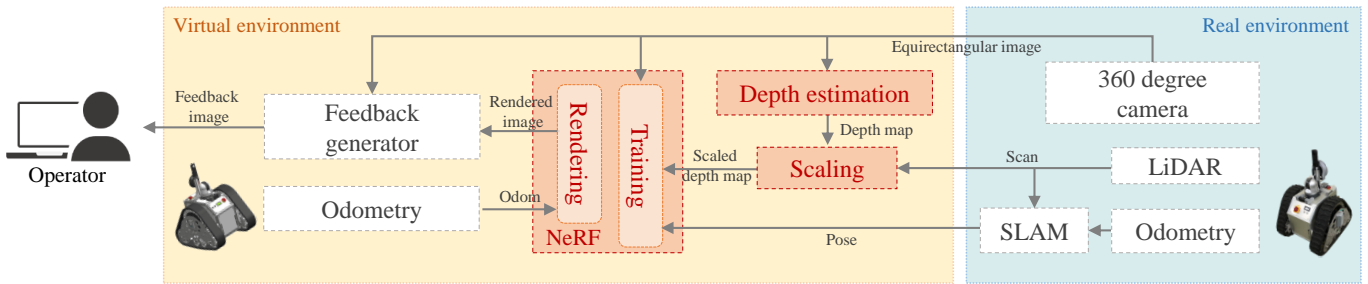 Virtual environment
Real environment
Equirectangular image
360 degree
camera
Feedback
image
Feedback
generator
Rendered
image
Rendering
Training
NeRF
Depth estimation
Depth map
Scaled
depth map
Scaling
Scan
LiDAR
Operator
Odometry
Odom
Pose
SLAM
Odometry